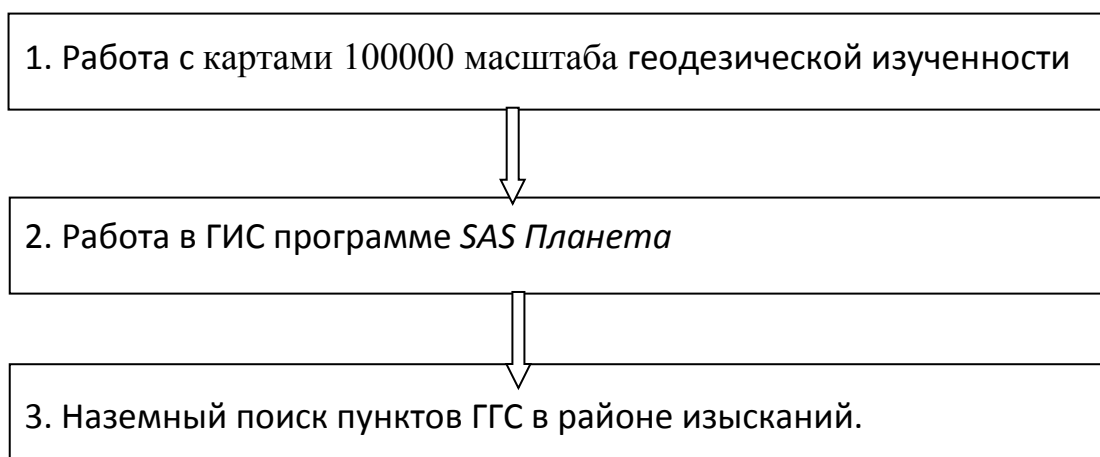 1. Работа с картами 100000 масштаба геодезической изученности
2. Работа в ГИС программе SAS Планета
3. Наземный поиск пунктов ГГС в районе изысканий.